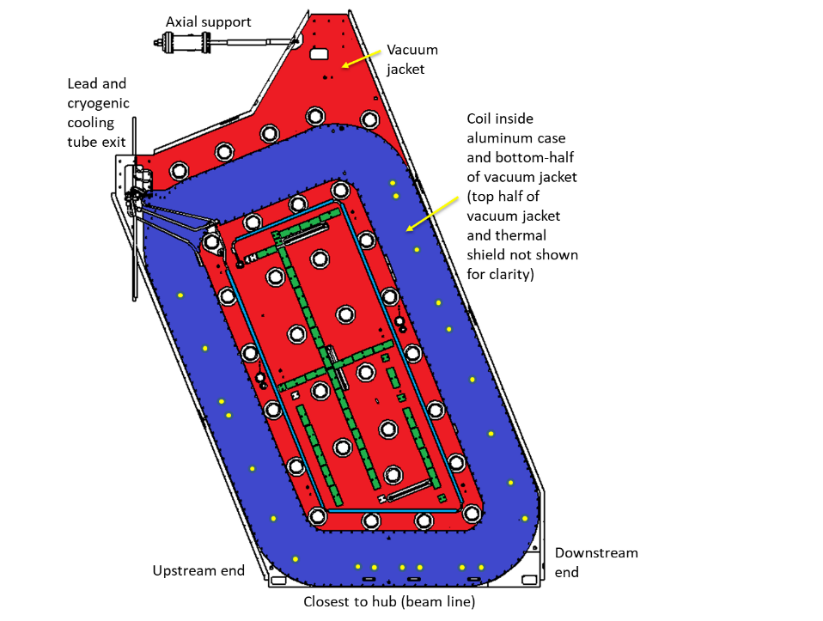 Axial support
Vacuum
jacket
Lead and
cryogenic
cooling
tube exit
Coil inside
aluminum case
and bottom-half
of vacuum jacket
(top half of
vacuum jacket
and thermal
shield not shown
for clarity)
Upstream end
Downstream
end
Closest to hub (beam line)